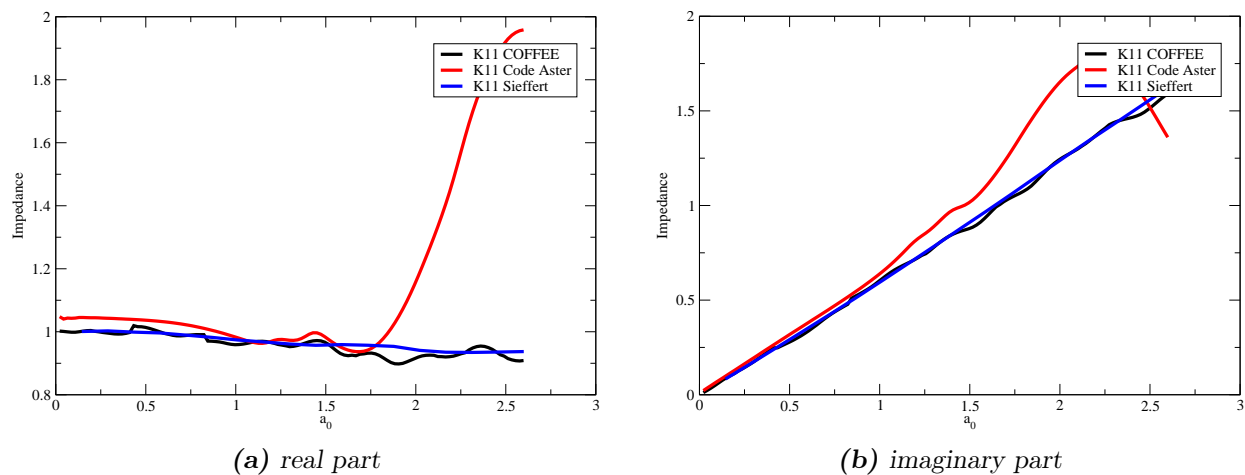 2
1.8
1.6
1.4
1.2
1
0.8
Impedance
K11 COFFEE
K11 Code Aster
K11 Sieffert
0 0.5 1 1.5 2 2.5 3
a0
(a) real part
2
1.5
1
0.5
0
Impedance
K11 COFFEE
K11 Code Aster
K11 Sieffert
0 0.5 1 1.5 2 2.5 3
a0
(b) imaginary part